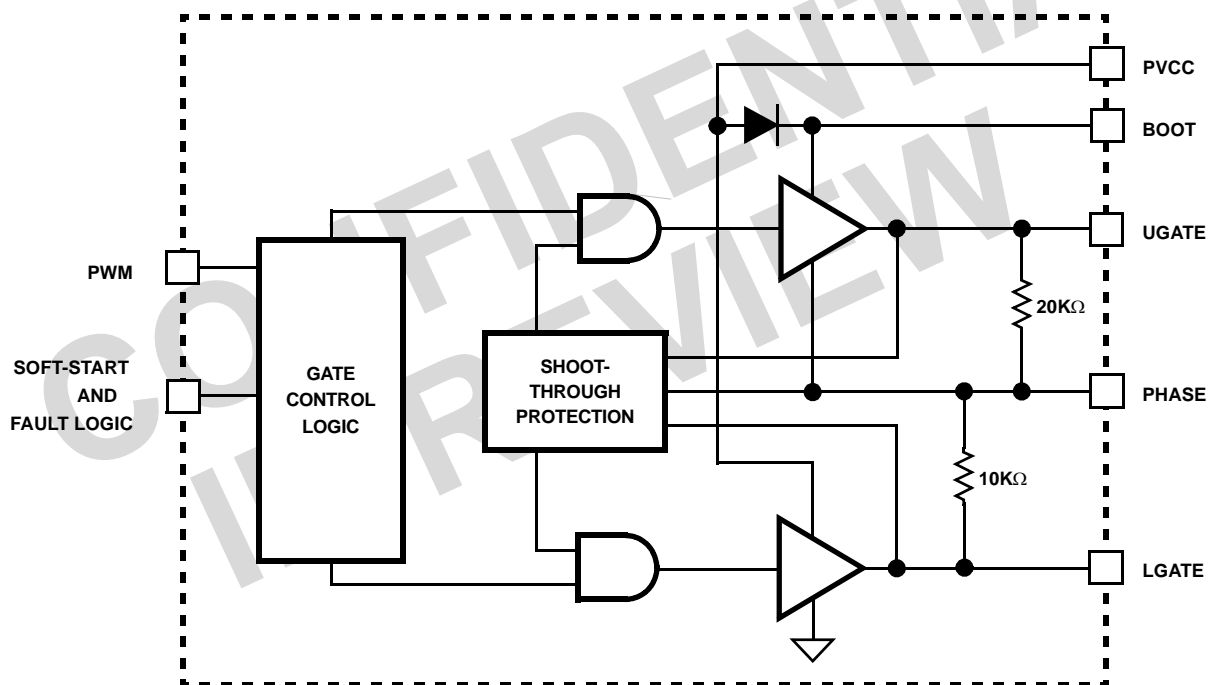 CONFIDENTIA
IN REVIEW
PVCC
BOOT
UGATE
PWM
20KΩ
SOFT-START
AND
FAULT LOGIC
GATE
CONTROL
LOGIC
SHOOT-
THROUGH
PROTECTION
PHASE
10KΩ
LGATE